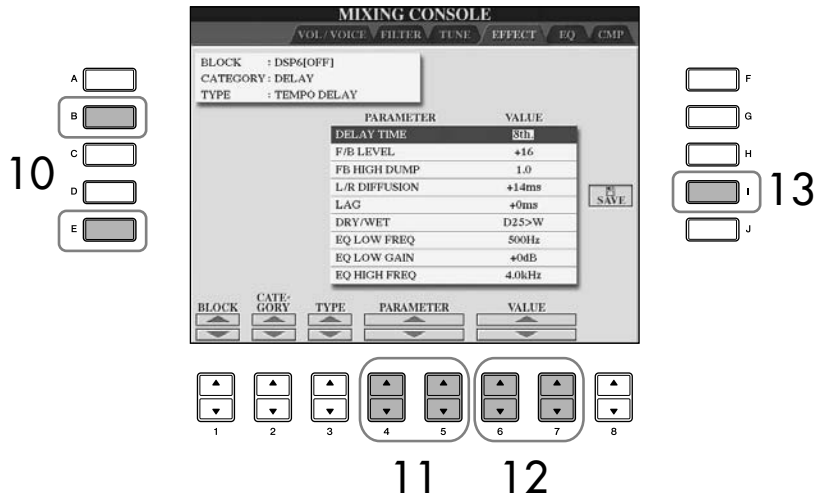 MIXING CONSOLE
VOL/VOICE FILTER TUNE EFFECT EQ CMP
BLOCK : DSP6[OFF]
CATEGORY : DELAY
TYPE : TEMPO DELAY
PARAMETER VALUE
DELAY TIME 8th.
F/B LEVEL +16
FB HIGH DUMP 1.0
L/R DIFFUSION +14ms
LAG +0ms
DRY/WET D25>W
EQ LOW FREQ 500Hz
EQ LOW GAIN +0dB
EQ HIGH FREQ 4.0kHz
SAVE
BLOCK CATE-GORY TYPE PARAMETER VALUE
A
B
C
D
E
10
F
G
H
I
J
13
1 2 3 4 5 6 7 8
11 12